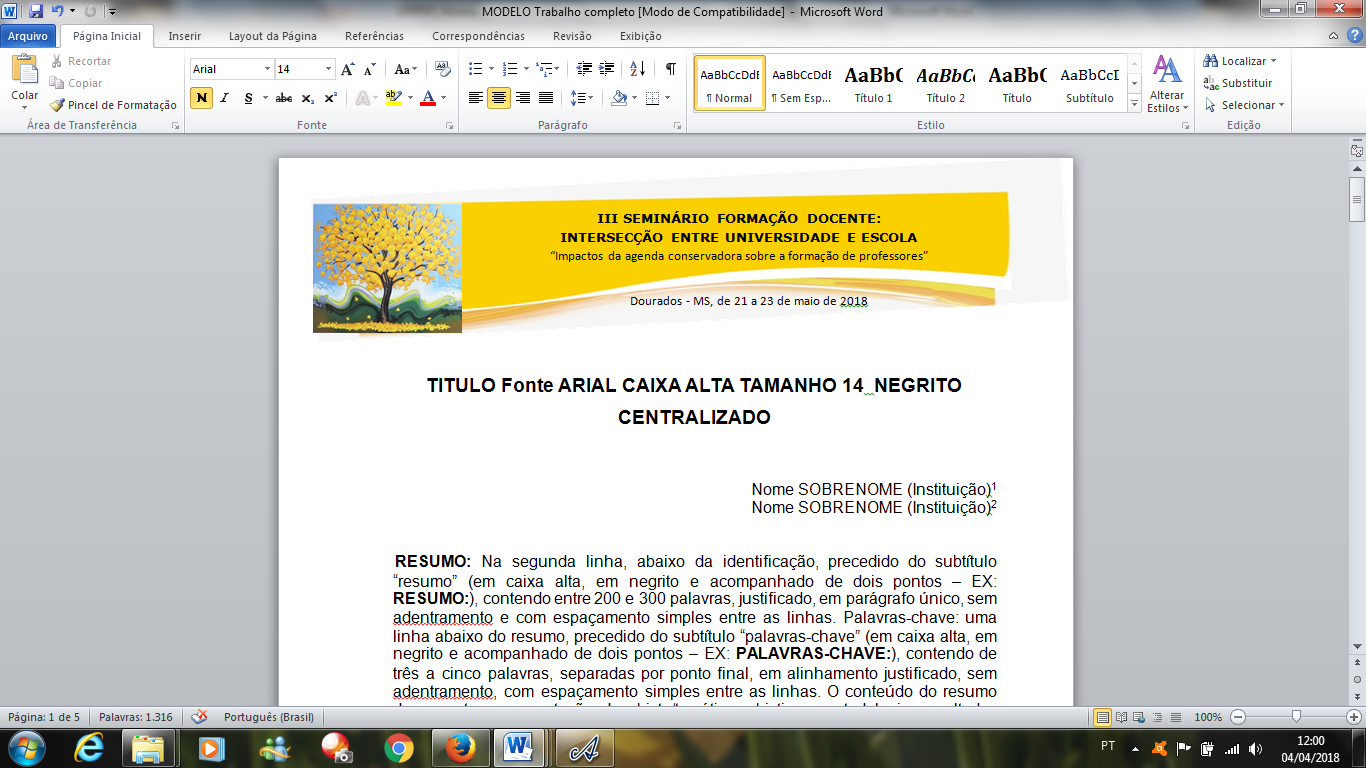 MODELO Trabalho completo [Modo de Compatibilidade] - Microsoft Word
Arquivo Página Inicial Inserir Layout da Página Referências Correspondências Revisão Exibição
Colar
Recortar
Copiar
Pincel de Formatação
Área de Transferência
Arial 14
N I S abc x₂ x²
Fonte
Parágrafo
AaBbCcDdE AaBbCcDdE AaBbC AaBbCc AaBbC AaBbCcI
¶ Normal ¶ Sem Esp... Título 1 Título 2 Título Subtítulo
Estilo
Alterar
Estilos
Localizar
Substituir
Selecionar
Edição
III SEMINÁRIO FORMAÇÃO DOCENTE:
INTERSECÇÃO ENTRE UNIVERSIDADE E ESCOLA
“Impactos da agenda conservadora sobre a formação de professores”
Dourados - MS, de 21 a 23 de maio de 2018
TITULO Fonte ARIAL CAIXA ALTA TAMANHO 14 NEGRITO
CENTRALIZADO
Nome SOBRENOME (Instituição)¹
Nome SOBRENOME (Instituição)²
RESUMO: Na segunda linha, abaixo da identificação, precedido do subtítulo
“resumo” (em caixa alta, em negrito e acompanhado de dois pontos – EX:
RESUMO:), contendo entre 200 e 300 palavras, justificado, em parágrafo único, sem
adentramento e com espaçamento simples entre as linhas. Palavras-chave: uma
linha abaixo do resumo, precedido do subtítulo “palavras-chave” (em caixa alta, em
negrito e acompanhado de dois pontos – EX: PALAVRAS-CHAVE:), contendo de
três a cinco palavras, separadas por ponto final, em alinhamento justificado, sem
adentramento, com espaçamento simples entre as linhas. O conteúdo do resumo
Página: 1 de 5 Palavras: 1.316 Português (Brasil) 100%
PT 12:00
04/04/2018